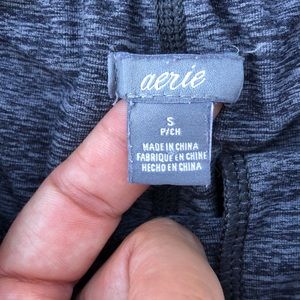 aerie
S
P/CH
MADE IN CHINA
FABRIQUÉ EN CHINE
HECHO EN CHINA